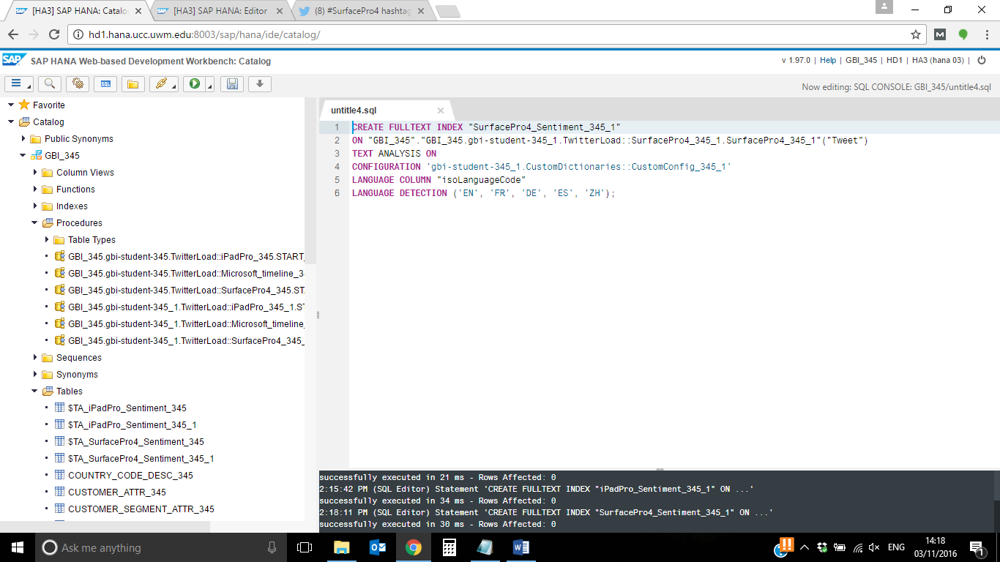 [HA3] SAP HANA: Catalo
[HA3] SAP HANA: Editor
(8) #SurfacePro4 hashtag
hd1.hana.ucc.uwm.edu:8003/sap/hana/ide/catalog/
M
SAP
SAP HANA Web-based Development Workbench: Catalog
v 1.97.0 | Help | GBI_345 | HD1 | HA3 (hana 03) |
SQL
Now editing: SQL CONSOLE: GBI_345/untitle4.sql
Favorite
Catalog
Public Synonyms
GBI_345
Column Views
Functions
Indexes
Procedures
Table Types
GBI_345.gbi-student-345.TwitterLoad::iPadPro_345.START_
GBI_345.gbi-student-345.TwitterLoad::Microsoft_timeline_34
GBI_345.gbi-student-345.TwitterLoad::SurfacePro4_345.STA
GBI_345.gbi-student-345_1.TwitterLoad::iPadPro_345_1.ST
GBI_345.gbi-student-345_1.TwitterLoad::Microsoft_timeline_
GBI_345.gbi-student-345_1.TwitterLoad::SurfacePro4_345_
Sequences
Synonyms
Tables
$TA_iPadPro_Sentiment_345
$TA_iPadPro_Sentiment_345_1
$TA_SurfacePro4_Sentiment_345
$TA_SurfacePro4_Sentiment_345_1
COUNTRY_CODE_DESC_345
CUSTOMER_ATTR_345
CUSTOMER_SEGMENT_ATTR_345
untitle4.sql
1 CREATE FULLTEXT INDEX "SurfacePro4_Sentiment_345_1"
2 ON "GBI_345"."GBI_345.gbi-student-345_1.TwitterLoad::SurfacePro4_345_1.SurfacePro4_345_1"("Tweet")
3 TEXT ANALYSIS ON
4 CONFIGURATION 'gbi-student-345_1.CustomDictionaries::CustomConfig_345_1'
5 LANGUAGE COLUMN "isoLanguageCode"
6 LANGUAGE DETECTION ('EN', 'FR', 'DE', 'ES', 'ZH');
successfully executed in 21 ms - Rows Affected: 0
2:15:42 PM (SQL Editor) Statement 'CREATE FULLTEXT INDEX "iPadPro_Sentiment_345_1" ON ...'
successfully executed in 34 ms - Rows Affected: 0
2:18:11 PM (SQL Editor) Statement 'CREATE FULLTEXT INDEX "SurfacePro4_Sentiment_345_1" ON ...'
successfully executed in 30 ms - Rows Affected: 0
Ask me anything
ENG
14:18
03/11/2016
1